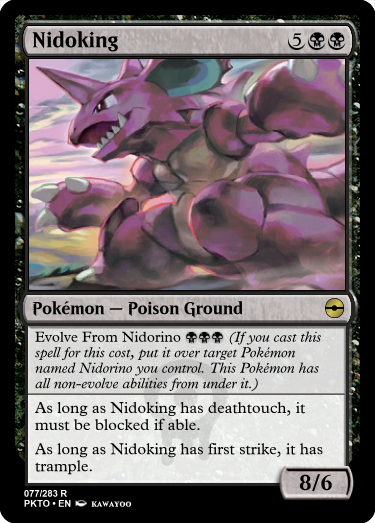 Nidoking 5
Pokémon — Poison Ground
Evolve From Nidorino (If you cast this
spell for this cost, put it over target Pokémon
named Nidorino you control. This Pokémon has
all non-evolve abilities from under it.)
As long as Nidoking has deathtouch, it
must be blocked if able.
As long as Nidoking has first strike, it has
trample.
8/6
077/283 R
PKTO • EN KAWAYOO